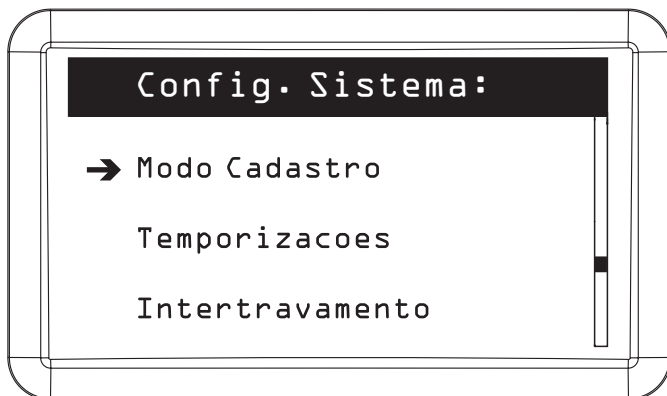 Config. Sistema:
Modo Cadastro
Temporizacoes
Intertravamento